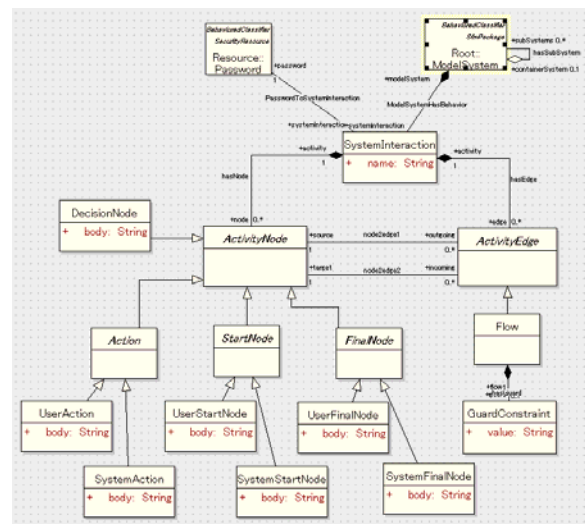 BehavioredClassifier
SecurityResource
Resource::
Password
BehavioredClassifier
SbmPackage
Root::
ModelSystem
+subSystems 0..*
hasSubSystem
+containerSystem 0..1
+password
1
+modelSystem
PasswordToSystemInteraction
ModelSystemHasBehavior
+systemInteraction
+systemInteraction
SystemInteraction
+ name: String
+activity
1
+activity
1
hasNode
hasEdge
+node
0..*
+edge
0..*
DecisionNode
+ body: String
ActivityNode
+source
1
node2edge1
+outgoing
0..*
+target
1
node2edge2
+incoming
0..*
ActivityEdge
Action
StartNode
FinalNode
Flow
+flow
UserAction
+ body: String
UserStartNode
+ body: String
UserFinalNode
+ body: String
GuardConstraint
+ value: String
SystemAction
+ body: String
SystemStartNode
+ body: String
SystemFinalNode
+ body: String